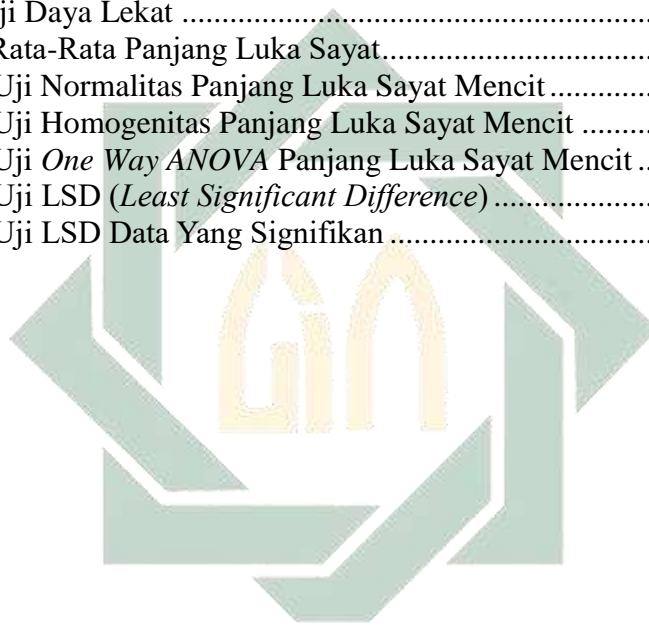 ji Daya Lekat ........................................................................
Rata-Rata Panjang Luka Sayat..........................................
Uji Normalitas Panjang Luka Sayat Mencit ................
Uji Homogenitas Panjang Luka Sayat Mencit ...........
Uji One Way ANOVA Panjang Luka Sayat Mencit ..
Uji LSD (Least Significant Difference) .........................
Uji LSD Data Yang Signifikan .........................................